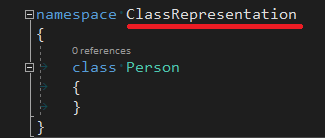 namespace ClassRepresentation
{
0 references
class Person
{
}
}